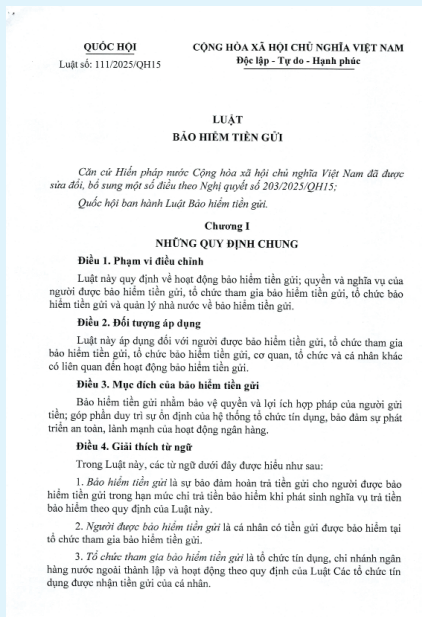 QUỐC HỘI
CỘNG HÒA XÃ HỘI CHỦ NGHĨA VIỆT NAM
Luật số: 111/2025/QH15
Độc lập - Tự do - Hạnh phúc
LUẬT
BẢO HIỂM TIỀN GỬI
Căn cứ Hiến pháp nước Cộng hòa xã hội chủ nghĩa Việt Nam đã được
sửa đổi, bổ sung một số điều theo Nghị quyết số 203/2025/QH15;
Quốc hội ban hành Luật Bảo hiểm tiền gửi.
Chương I
NHỮNG QUY ĐỊNH CHUNG
Điều 1. Phạm vi điều chỉnh
Luật này quy định về hoạt động bảo hiểm tiền gửi; quyền và nghĩa vụ của
người được bảo hiểm tiền gửi, tổ chức tham gia bảo hiểm tiền gửi, tổ chức bảo
hiểm tiền gửi và quản lý nhà nước về bảo hiểm tiền gửi.
Điều 2. Đối tượng áp dụng
Luật này áp dụng đối với người được bảo hiểm tiền gửi, tổ chức tham gia
bảo hiểm tiền gửi, tổ chức bảo hiểm tiền gửi, cơ quan, tổ chức và cá nhân khác
có liên quan đến hoạt động bảo hiểm tiền gửi.
Điều 3. Mục đích của bảo hiểm tiền gửi
Bảo hiểm tiền gửi nhằm bảo vệ quyền và lợi ích hợp pháp của người gửi
tiền; góp phần duy trì sự ổn định của hệ thống tổ chức tín dụng, bảo đảm sự phát
triển an toàn, lành mạnh của hoạt động ngân hàng.
Điều 4. Giải thích từ ngữ
Trong Luật này, các từ ngữ dưới đây được hiểu như sau:
1. Bảo hiểm tiền gửi là sự bảo đảm hoàn trả tiền gửi cho người được bảo
hiểm tiền gửi trong hạn mức chi trả tiền bảo hiểm khi phát sinh nghĩa vụ trả tiền
bảo hiểm theo quy định của Luật này.
2. Người được bảo hiểm tiền gửi là cá nhân có tiền gửi được bảo hiểm tại
tổ chức tham gia bảo hiểm tiền gửi.
3. Tổ chức tham gia bảo hiểm tiền gửi là tổ chức tín dụng, chi nhánh ngân
hàng nước ngoài thành lập và hoạt động theo quy định của Luật Các tổ chức tín
dụng được nhận tiền gửi của cá nhân.